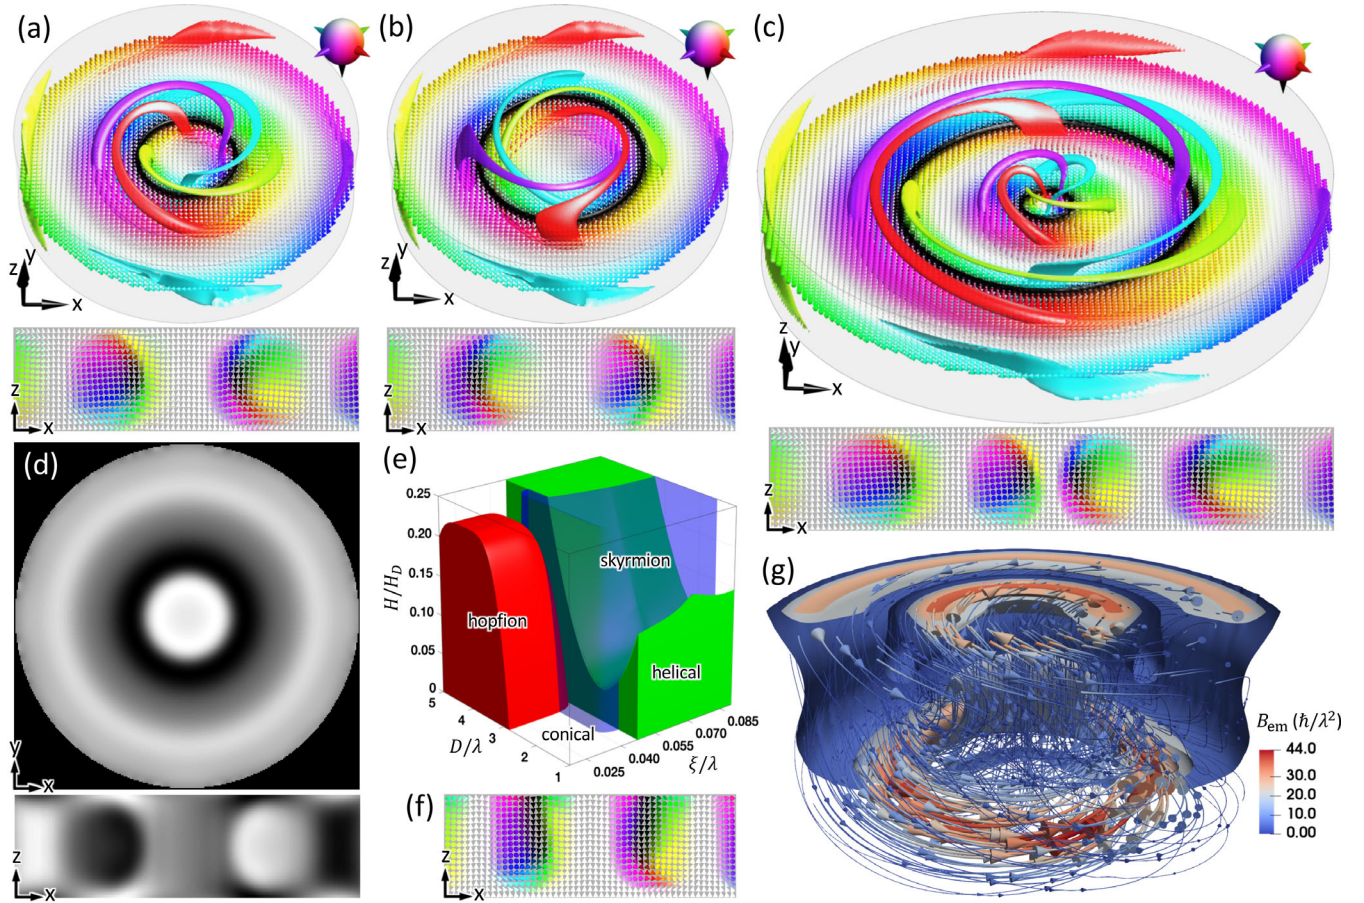 (a)
z
y
x
z
x
(b)
z
y
x
z
x
(c)
z
y
x
z
x
(d)
y
x
z
x
(e)
0.25
0.20
0.15
0.10
0.05
0
H/H_D
5
4
3
2
1
D/λ
0.025
0.040
0.055
0.070
0.085
ξ/λ
hopfion
skyrmion
helical
conical
(f)
z
x
(g)
B_em (ħ/λ²)
44.0
30.0
20.0
10.0
0.00